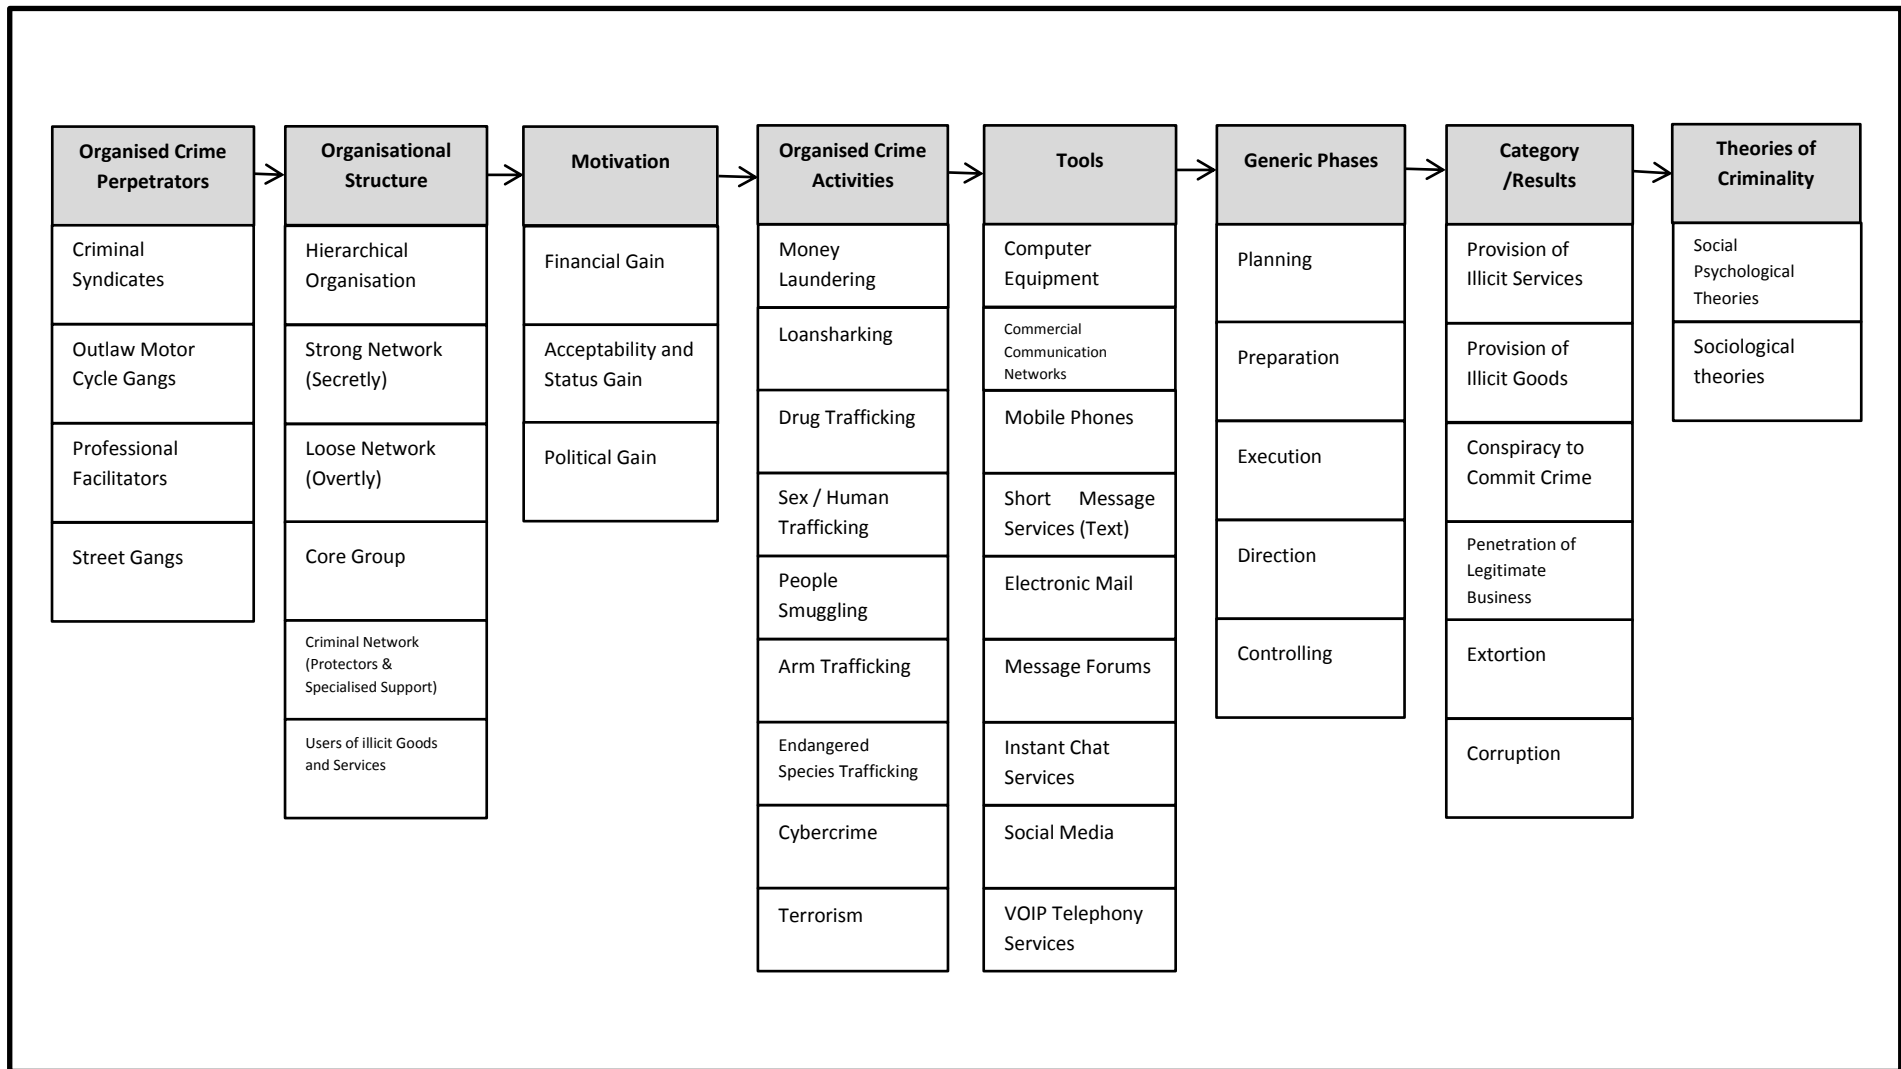 Organised Crime
Perpetrators
Criminal
Syndicates
Outlaw Motor
Cycle Gangs
Professional
Facilitators
Street Gangs
Organisational
Structure
Hierarchical
Organisation
Strong Network
(Secretly)
Loose Network
(Overtly)
Core Group
Criminal Network
(Protectors &
Specialised Support)
Users of illicit Goods
and Services
Motivation
Financial Gain
Acceptability and
Status Gain
Political Gain
Organised Crime
Activities
Money
Laundering
Loansharking
Drug Trafficking
Sex / Human
Trafficking
People
Smuggling
Arm Trafficking
Endangered
Species Trafficking
Cybercrime
Terrorism
Tools
Computer
Equipment
Commercial
Communication
Networks
Mobile Phones
Short Message
Services (Text)
Electronic Mail
Message Forums
Instant Chat
Services
Social Media
VOIP Telephony
Services
Generic Phases
Planning
Preparation
Execution
Direction
Controlling
Category
/Results
Provision of
Illicit Services
Provision of
Illicit Goods
Conspiracy to
Commit Crime
Penetration of
Legitimate
Business
Extortion
Corruption
Theories of
Criminality
Social
Psychological
Theories
Sociological
theories